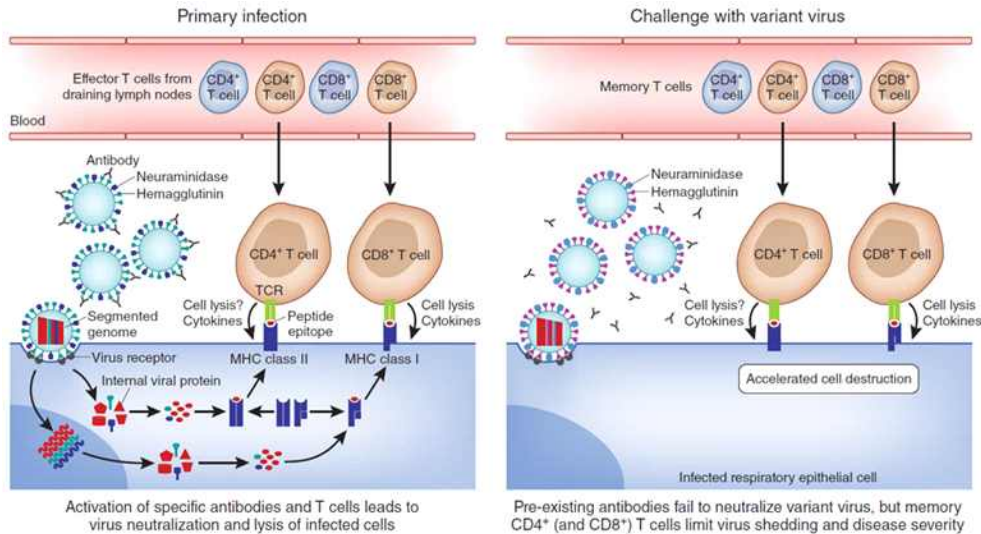 Primary infection
Effector T cells from
draining lymph nodes
CD4⁺
T cell
CD4⁺
T cell
CD8⁺
T cell
CD8⁺
T cell
Blood
Antibody
Neuraminidase
Hemagglutinin
CD4⁺ T cell
CD8⁺ T cell
TCR
Cell lysis?
Cytokines
Peptide
epitope
Cell lysis
Cytokines
Segmented
genome
Virus receptor
MHC class II
MHC class I
Internal viral protein
Activation of specific antibodies and T cells leads to
virus neutralization and lysis of infected cells
Challenge with variant virus
Memory T cells
CD4⁺
T cell
CD4⁺
T cell
CD8⁺
T cell
CD8⁺
T cell
Neuraminidase
Hemagglutinin
CD4⁺ T cell
CD8⁺ T cell
Cell lysis?
Cytokines
Cell lysis
Cytokines
Accelerated cell destruction
Infected respiratory epithelial cell
Pre-existing antibodies fail to neutralize variant virus, but memory
CD4⁺ (and CD8⁺) T cells limit virus shedding and disease severity